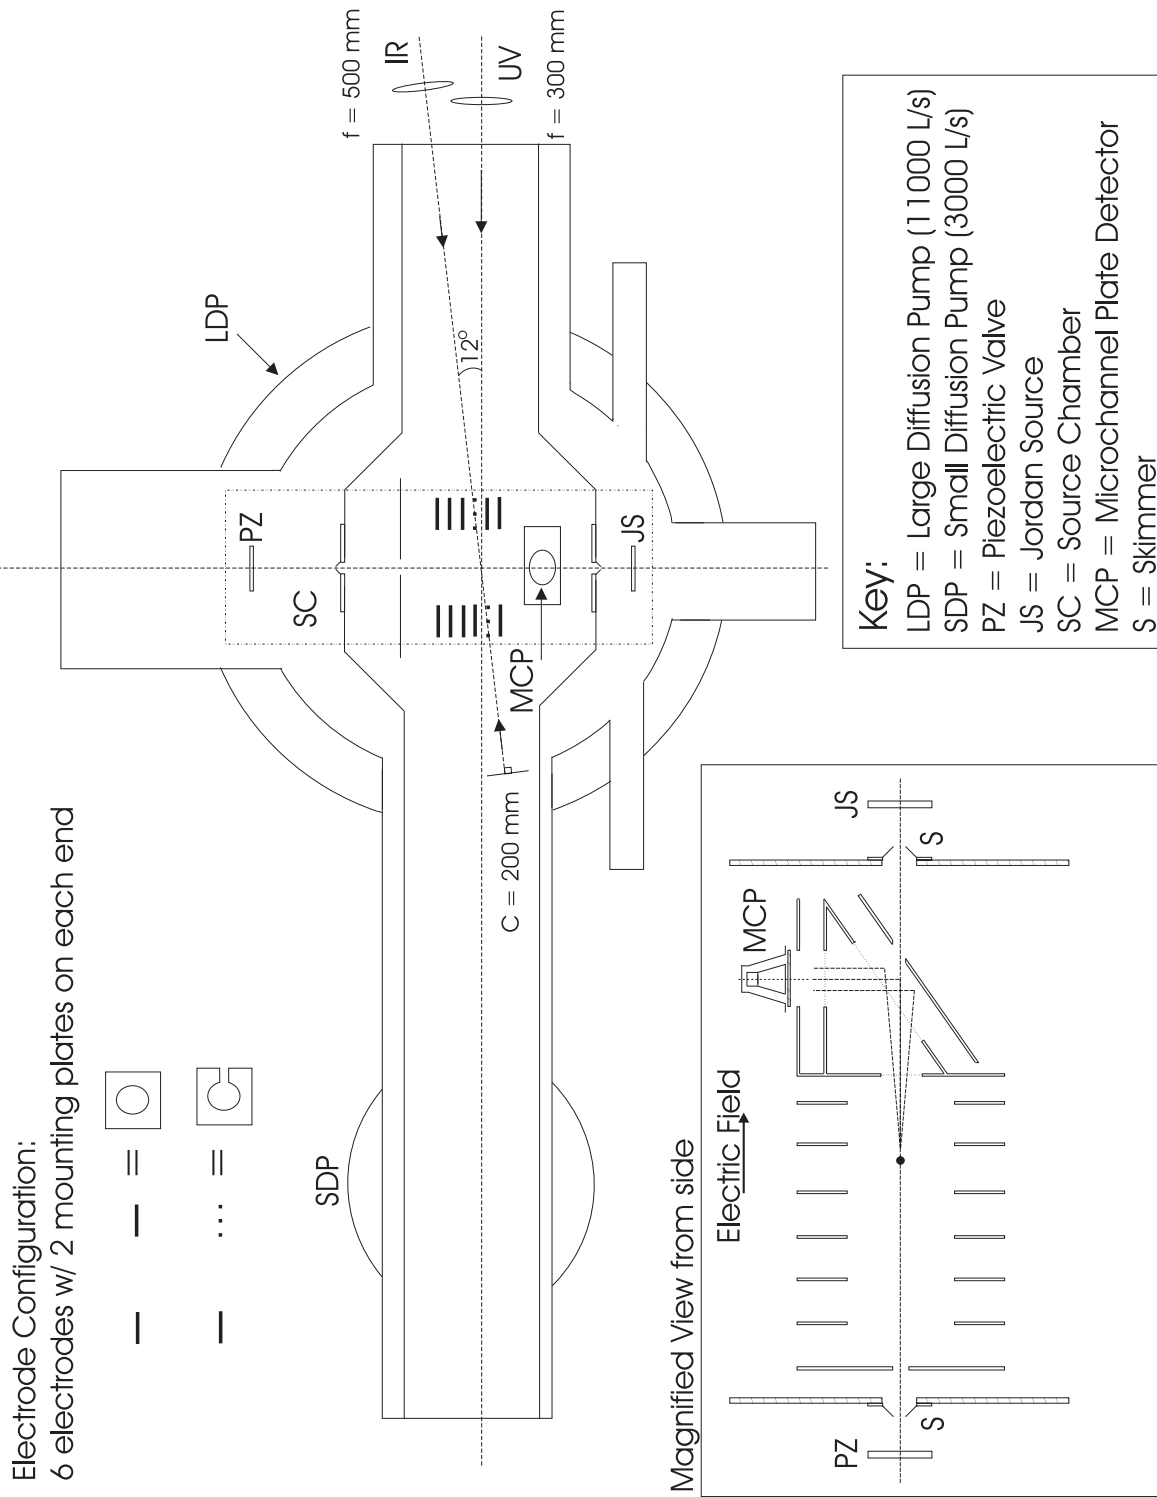 Electrode Configuration:
6 electrodes w/ 2 mounting plates on each end
=
=
SDP
LDP
SC
PZ
JS
MCP
C = 200 mm
12°
f = 500 mm
IR
UV
f = 300 mm
Magnified View from side
Electric Field
MCP
PZ
S
S
JS
Key:
LDP = Large Diffusion Pump (11000 L/s)
SDP = Small Diffusion Pump (3000 L/s)
PZ = Piezoelectric Valve
JS = Jordan Source
SC = Source Chamber
MCP = Microchannel Plate Detector
S = Skimmer